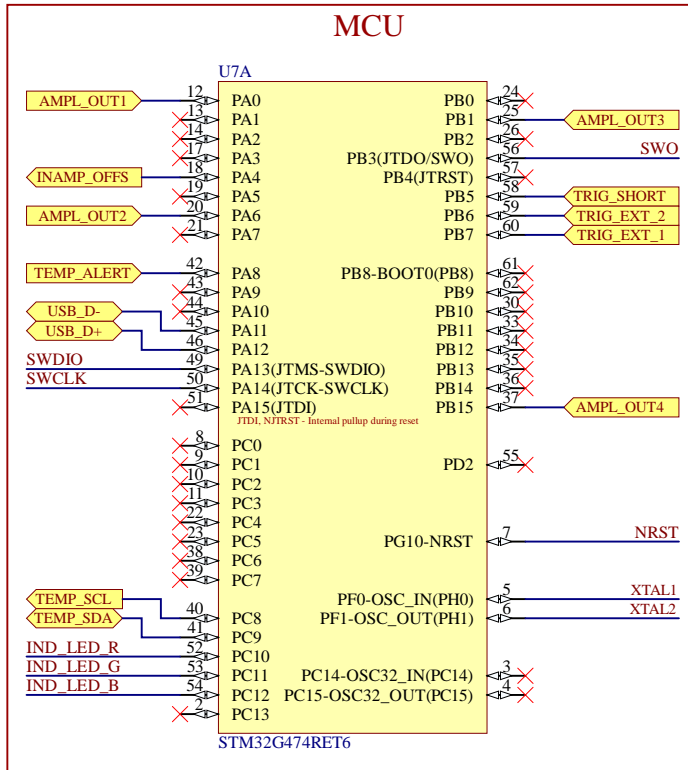 MCU
U7A
AMPL_OUT1 12 PA0 PB0 24
13 PA1 PB1 25 AMPL_OUT3
14 PA2 PB2 26
17 PA3 PB3(JTDO/SWO) 56 SWO
INAMP_OFFS 18 PA4 PB4(JTRST) 57
19 PA5 PB5 58 TRIG_SHORT
AMPL_OUT2 20 PA6 PB6 59 TRIG_EXT_2
21 PA7 PB7 60 TRIG_EXT_1
TEMP_ALERT 42 PA8 PB8-BOOT0(PB8) 61
43 PA9 PB9 62
44 PA10 PB10 30
USB_D- 45 PA11 PB11 33
USB_D+ 46 PA12 PB12 34
SWDIO 49 PA13(JTMS-SWDIO) PB13 35
SWCLK 50 PA14(JTCK-SWCLK) PB14 36
51 PA15(JTDI) PB15 37 AMPL_OUT4
JTDI, NJTRST - Internal pullup during reset
8 PC0
9 PC1 PD2 55
10 PC2
11 PC3
22 PC4
23 PC5 PG10-NRST 7 NRST
38 PC6
39 PC7
PF0-OSC_IN(PH0) 5 XTAL1
TEMP_SCL 40 PC8 PF1-OSC_OUT(PH1) 6 XTAL2
TEMP_SDA 41 PC9
IND_LED_R 52 PC10
IND_LED_G 53 PC11 PC14-OSC32_IN(PC14) 3
IND_LED_B 54 PC12 PC15-OSC32_OUT(PC15) 4
2 PC13
STM32G474RET6